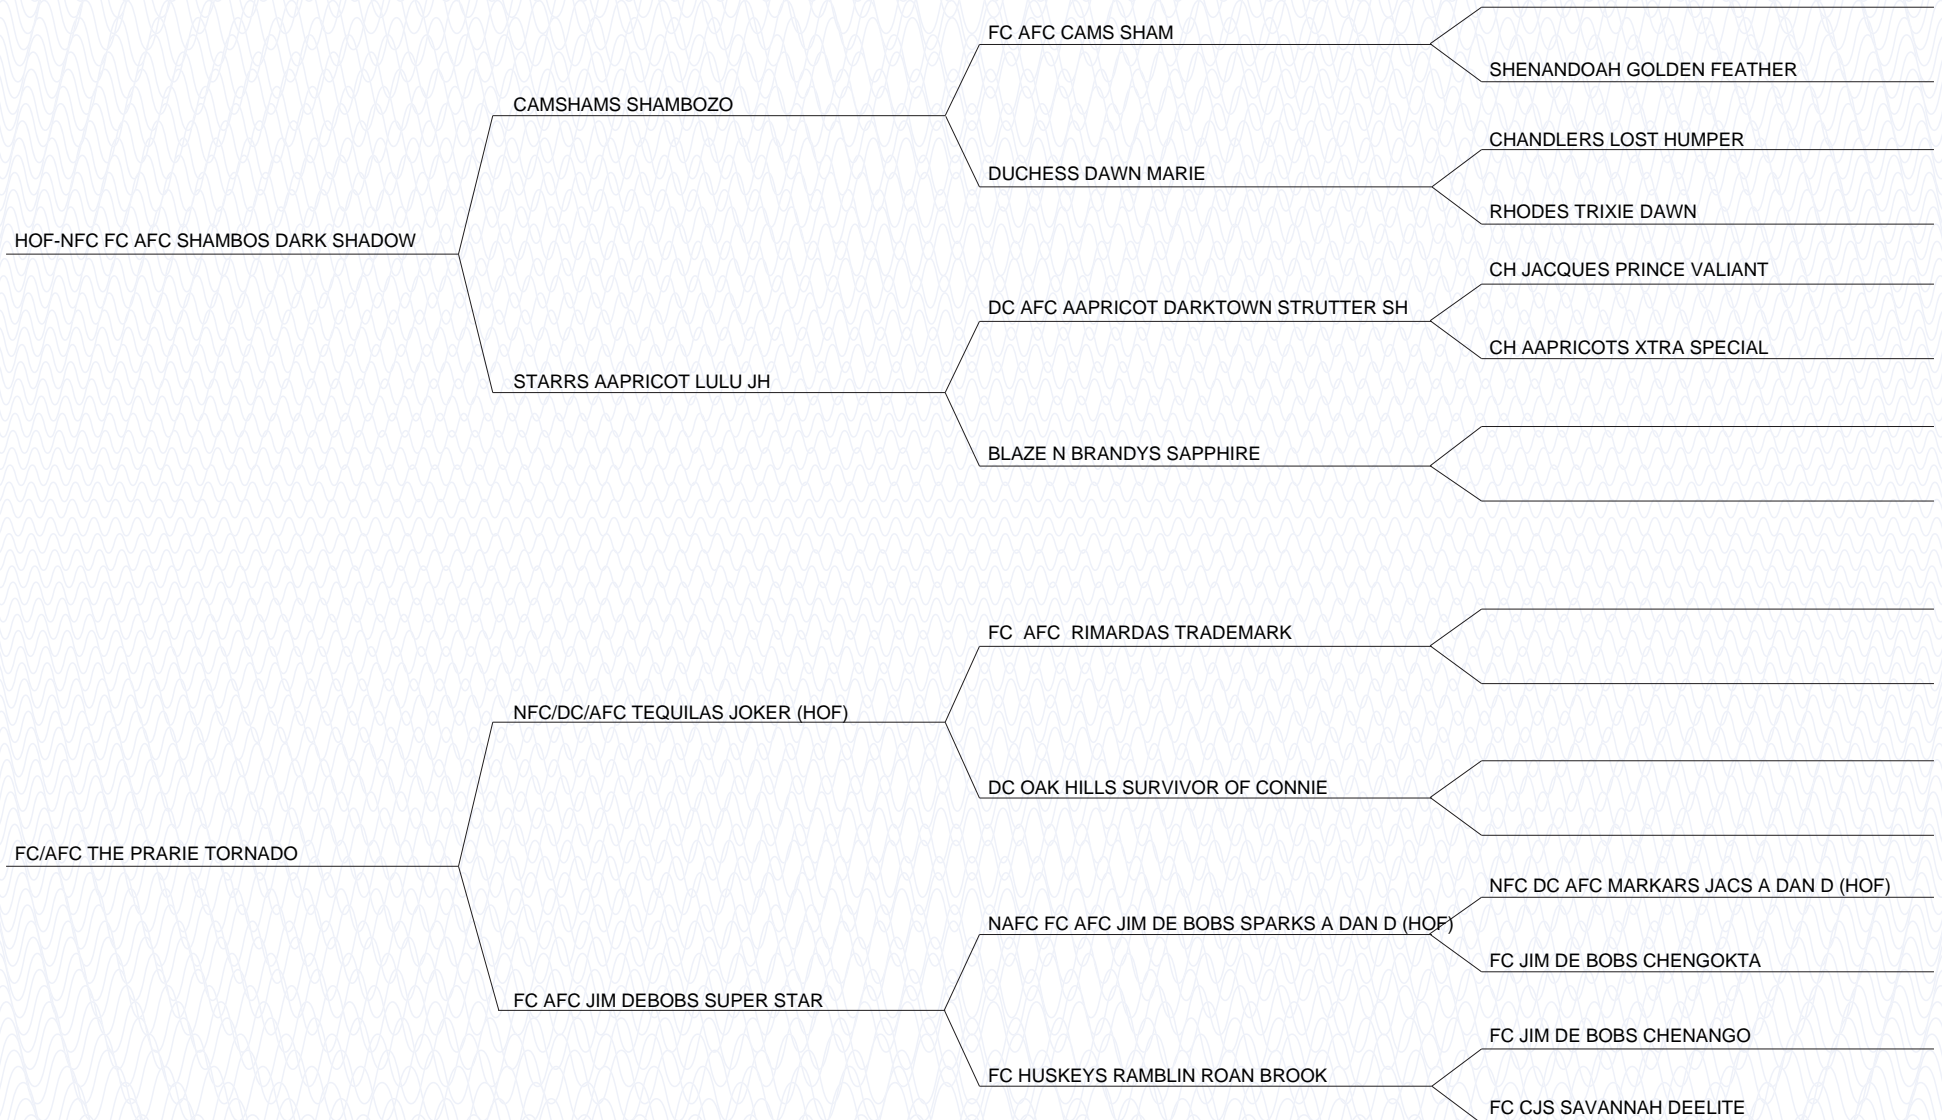 FC AFC CAMS SHAM
SHENANDOAH GOLDEN FEATHER
CAMSHAMS SHAMBOZO
CHANDLERS LOST HUMPER
DUCHESS DAWN MARIE
RHODES TRIXIE DAWN
HOF-NFC FC AFC SHAMBOS DARK SHADOW
CH JACQUES PRINCE VALIANT
DC AFC AAPRICOT DARKTOWN STRUTTER SH
CH AAPRICOTS XTRA SPECIAL
STARRS AAPRICOT LULU JH
BLAZE N BRANDYS SAPPHIRE
FC  AFC  RIMARDAS TRADEMARK
NFC/DC/AFC TEQUILAS JOKER (HOF)
DC OAK HILLS SURVIVOR OF CONNIE
FC/AFC THE PRARIE TORNADO
NFC DC AFC MARKARS JACS A DAN D (HOF)
NAFC FC AFC JIM DE BOBS SPARKS A DAN D (HOF)
FC JIM DE BOBS CHENGOKTA
FC AFC JIM DEBOBS SUPER STAR
FC JIM DE BOBS CHENANGO
FC HUSKEYS RAMBLIN ROAN BROOK
FC CJS SAVANNAH DEELITE